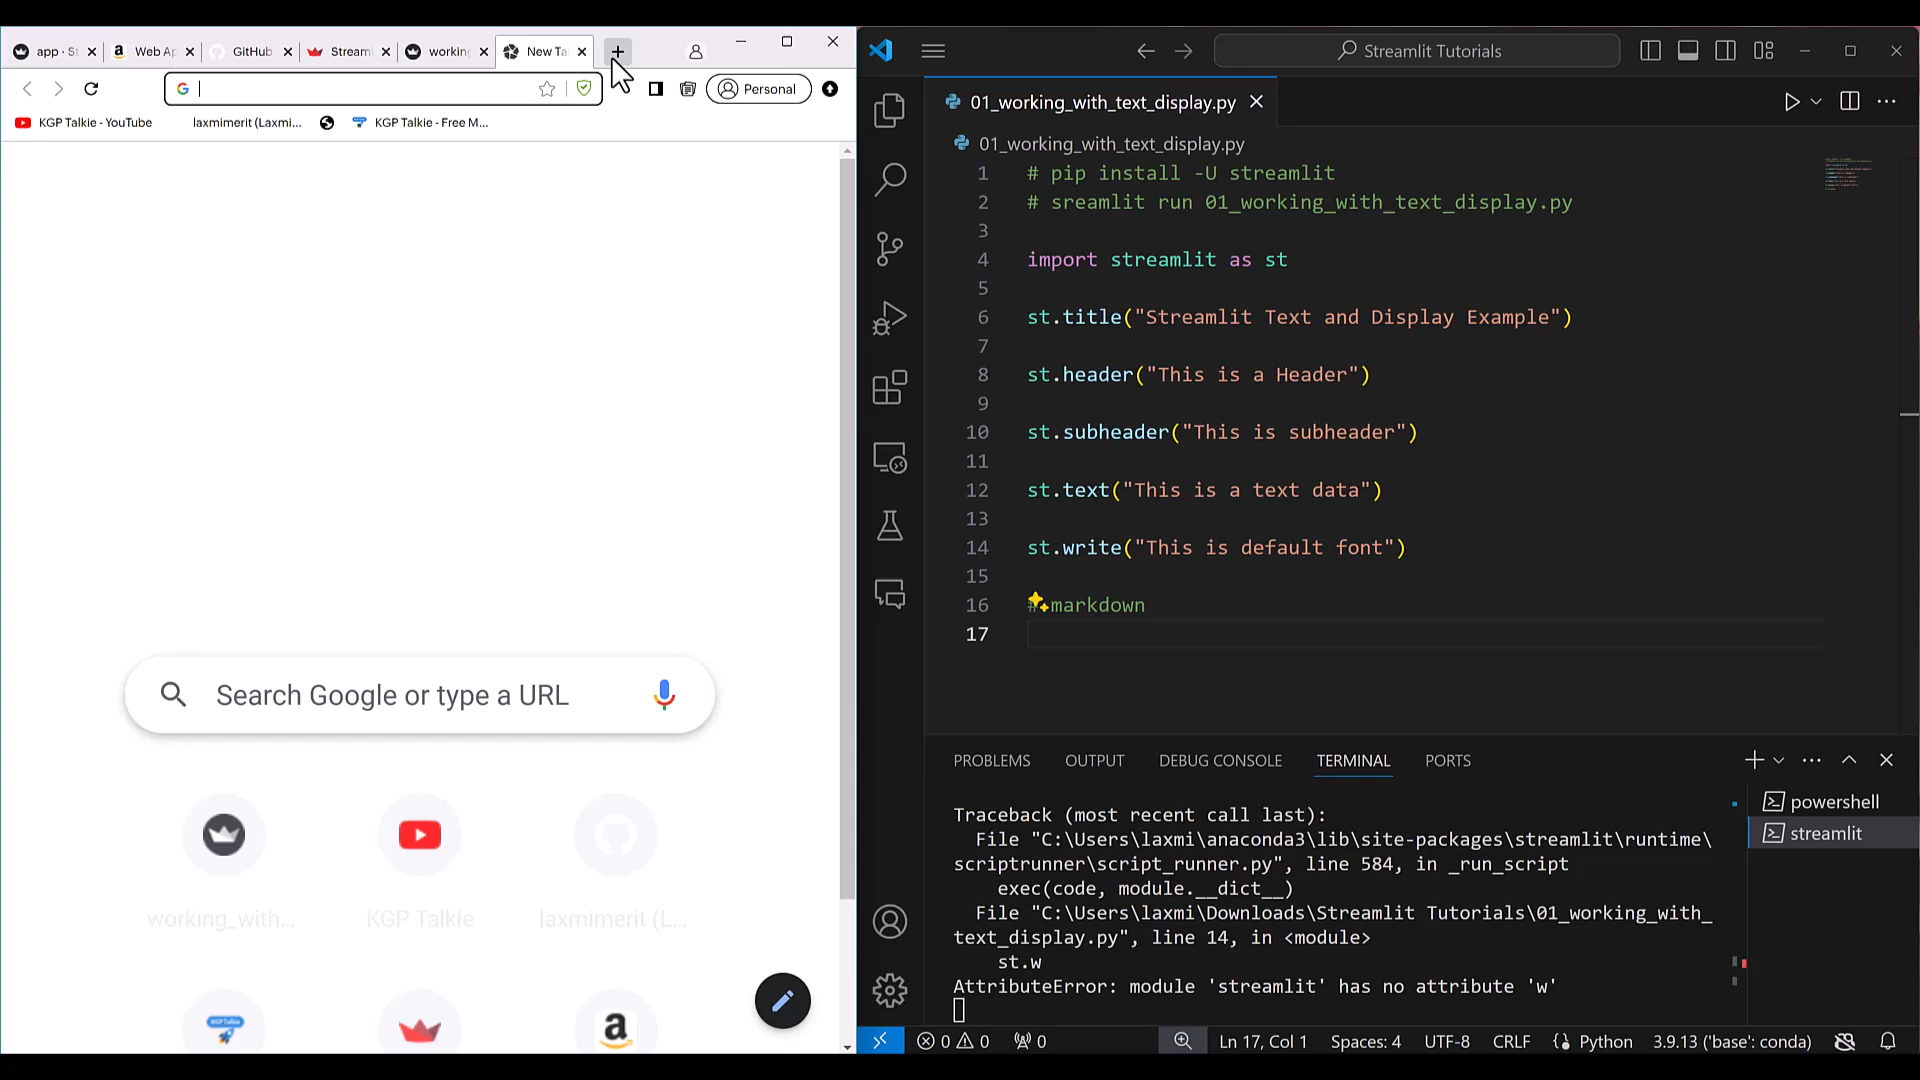 app · S
Web Ap
GitHub
Stream
working
New Ta
Personal
KGP Talkie - YouTube
laxmimerit (Laxmi...
KGP Talkie - Free M...
Search Google or type a URL
working_with...
KGP Talkie
laxmimerit (L...
KGP Talkie
Streamlit Tutorials
01_working_with_text_display.py
01_working_with_text_display.py
1 # pip install -U streamlit
2 # sreamlit run 01_working_with_text_display.py
3
4 import streamlit as st
5
6 st.title("Streamlit Text and Display Example")
7
8 st.header("This is a Header")
9
10 st.subheader("This is subheader")
11
12 st.text("This is a text data")
13
14 st.write("This is default font")
15
16 # markdown
17
PROBLEMS OUTPUT DEBUG CONSOLE TERMINAL PORTS
Traceback (most recent call last):
File "C:\Users\laxmi\anaconda3\lib\site-packages\streamlit\runtime\
scriptrunner\script_runner.py", line 584, in _run_script
exec(code, module.__dict__)
File "C:\Users\laxmi\Downloads\Streamlit Tutorials\01_working_with_
text_display.py", line 14, in <module>
st.w
AttributeError: module 'streamlit' has no attribute 'w'
powershell
streamlit
0 0 0 Ln 17, Col 1 Spaces: 4 UTF-8 CRLF Python 3.9.13 ('base': conda)